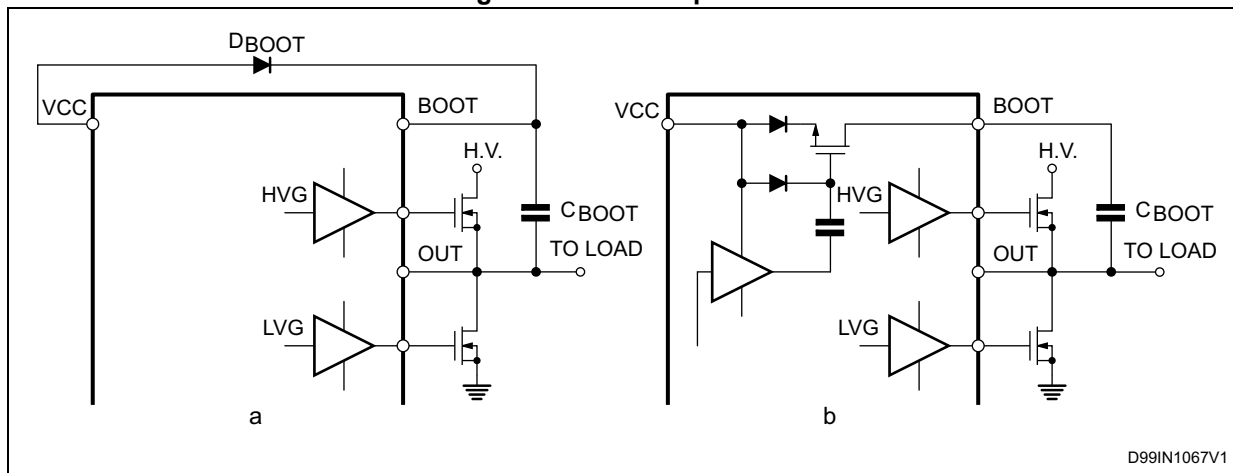 DBOOT
VCC
BOOT
H.V.
HVG
CBOOT
TO LOAD
OUT
LVG
a
VCC
BOOT
H.V.
HVG
CBOOT
TO LOAD
OUT
LVG
b
D99IN1067V1